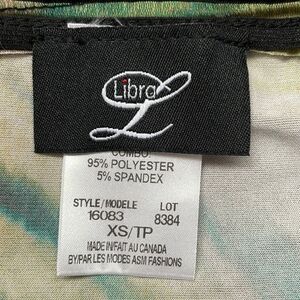 Libra
L
COMBO:
95% POLYESTER
5% SPANDEX
STYLE/MODELE LOT
16083 8384
XS/TP
MADE IN/FAIT AU CANADA
BY/PAR LES MODES ASM FASHIONS